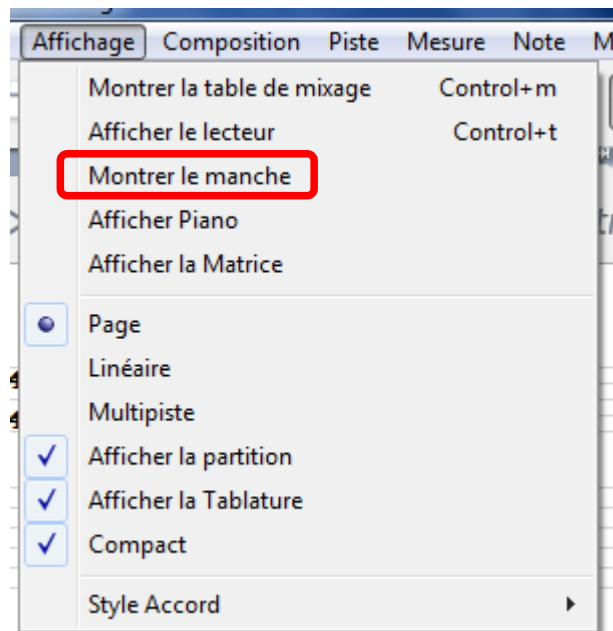 Affichage Composition Piste Mesure Note
Montrer la table de mixage Control+m
Afficher le lecteur Control+t
Montrer le manche
Afficher Piano
Afficher la Matrice
Page
Linéaire
Multipiste
Afficher la partition
Afficher la Tablature
Compact
Style Accord